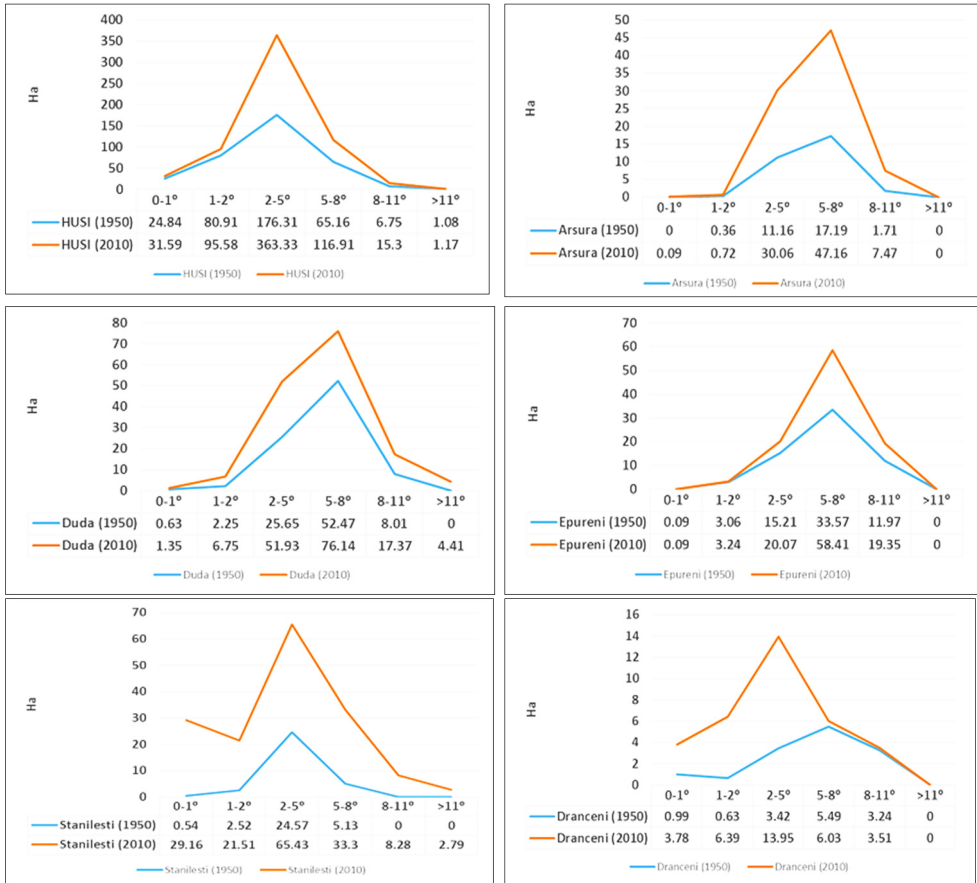 400
350
300
250
200
150
100
50
0
Ha
0-1° 1-2° 2-5° 5-8° 8-11° >11°
HUSI (1950) 24.84 80.91 176.31 65.16 6.75 1.08
HUSI (2010) 31.59 95.58 363.33 116.91 15.3 1.17
HUSI (1950) HUSI (2010)
50
45
40
35
30
25
20
15
10
5
0
Ha
0-1° 1-2° 2-5° 5-8° 8-11° >11°
Arsura (1950) 0 0.36 11.16 17.19 1.71 0
Arsura (2010) 0.09 0.72 30.06 47.16 7.47 0
Arsura (1950) Arsura (2010)
80
70
60
50
40
30
20
10
0
Ha
0-1° 1-2° 2-5° 5-8° 8-11° >11°
Duda (1950) 0.63 2.25 25.65 52.47 8.01 0
Duda (2010) 1.35 6.75 51.93 76.14 17.37 4.41
Duda (1950) Duda (2010)
70
60
50
40
30
20
10
0
Ha
0-1° 1-2° 2-5° 5-8° 8-11° >11°
Epureni (1950) 0.09 3.06 15.21 33.57 11.97 0
Epureni (2010) 0.09 3.24 20.07 58.41 19.35 0
Epureni (1950) Epureni (2010)
70
60
50
40
30
20
10
0
Ha
0-1° 1-2° 2-5° 5-8° 8-11° >11°
Stanilesti (1950) 0.54 2.52 24.57 5.13 0 0
Stanilesti (2010) 29.16 21.51 65.43 33.3 8.28 2.79
Stanilesti (1950) Stanilesti (2010)
16
14
12
10
8
6
4
2
0
Ha
0-1° 1-2° 2-5° 5-8° 8-11° >11°
Dranceni (1950) 0.99 0.63 3.42 5.49 3.24 0
Dranceni (2010) 3.78 6.39 13.95 6.03 3.51 0
Dranceni (1950) Dranceni (2010)